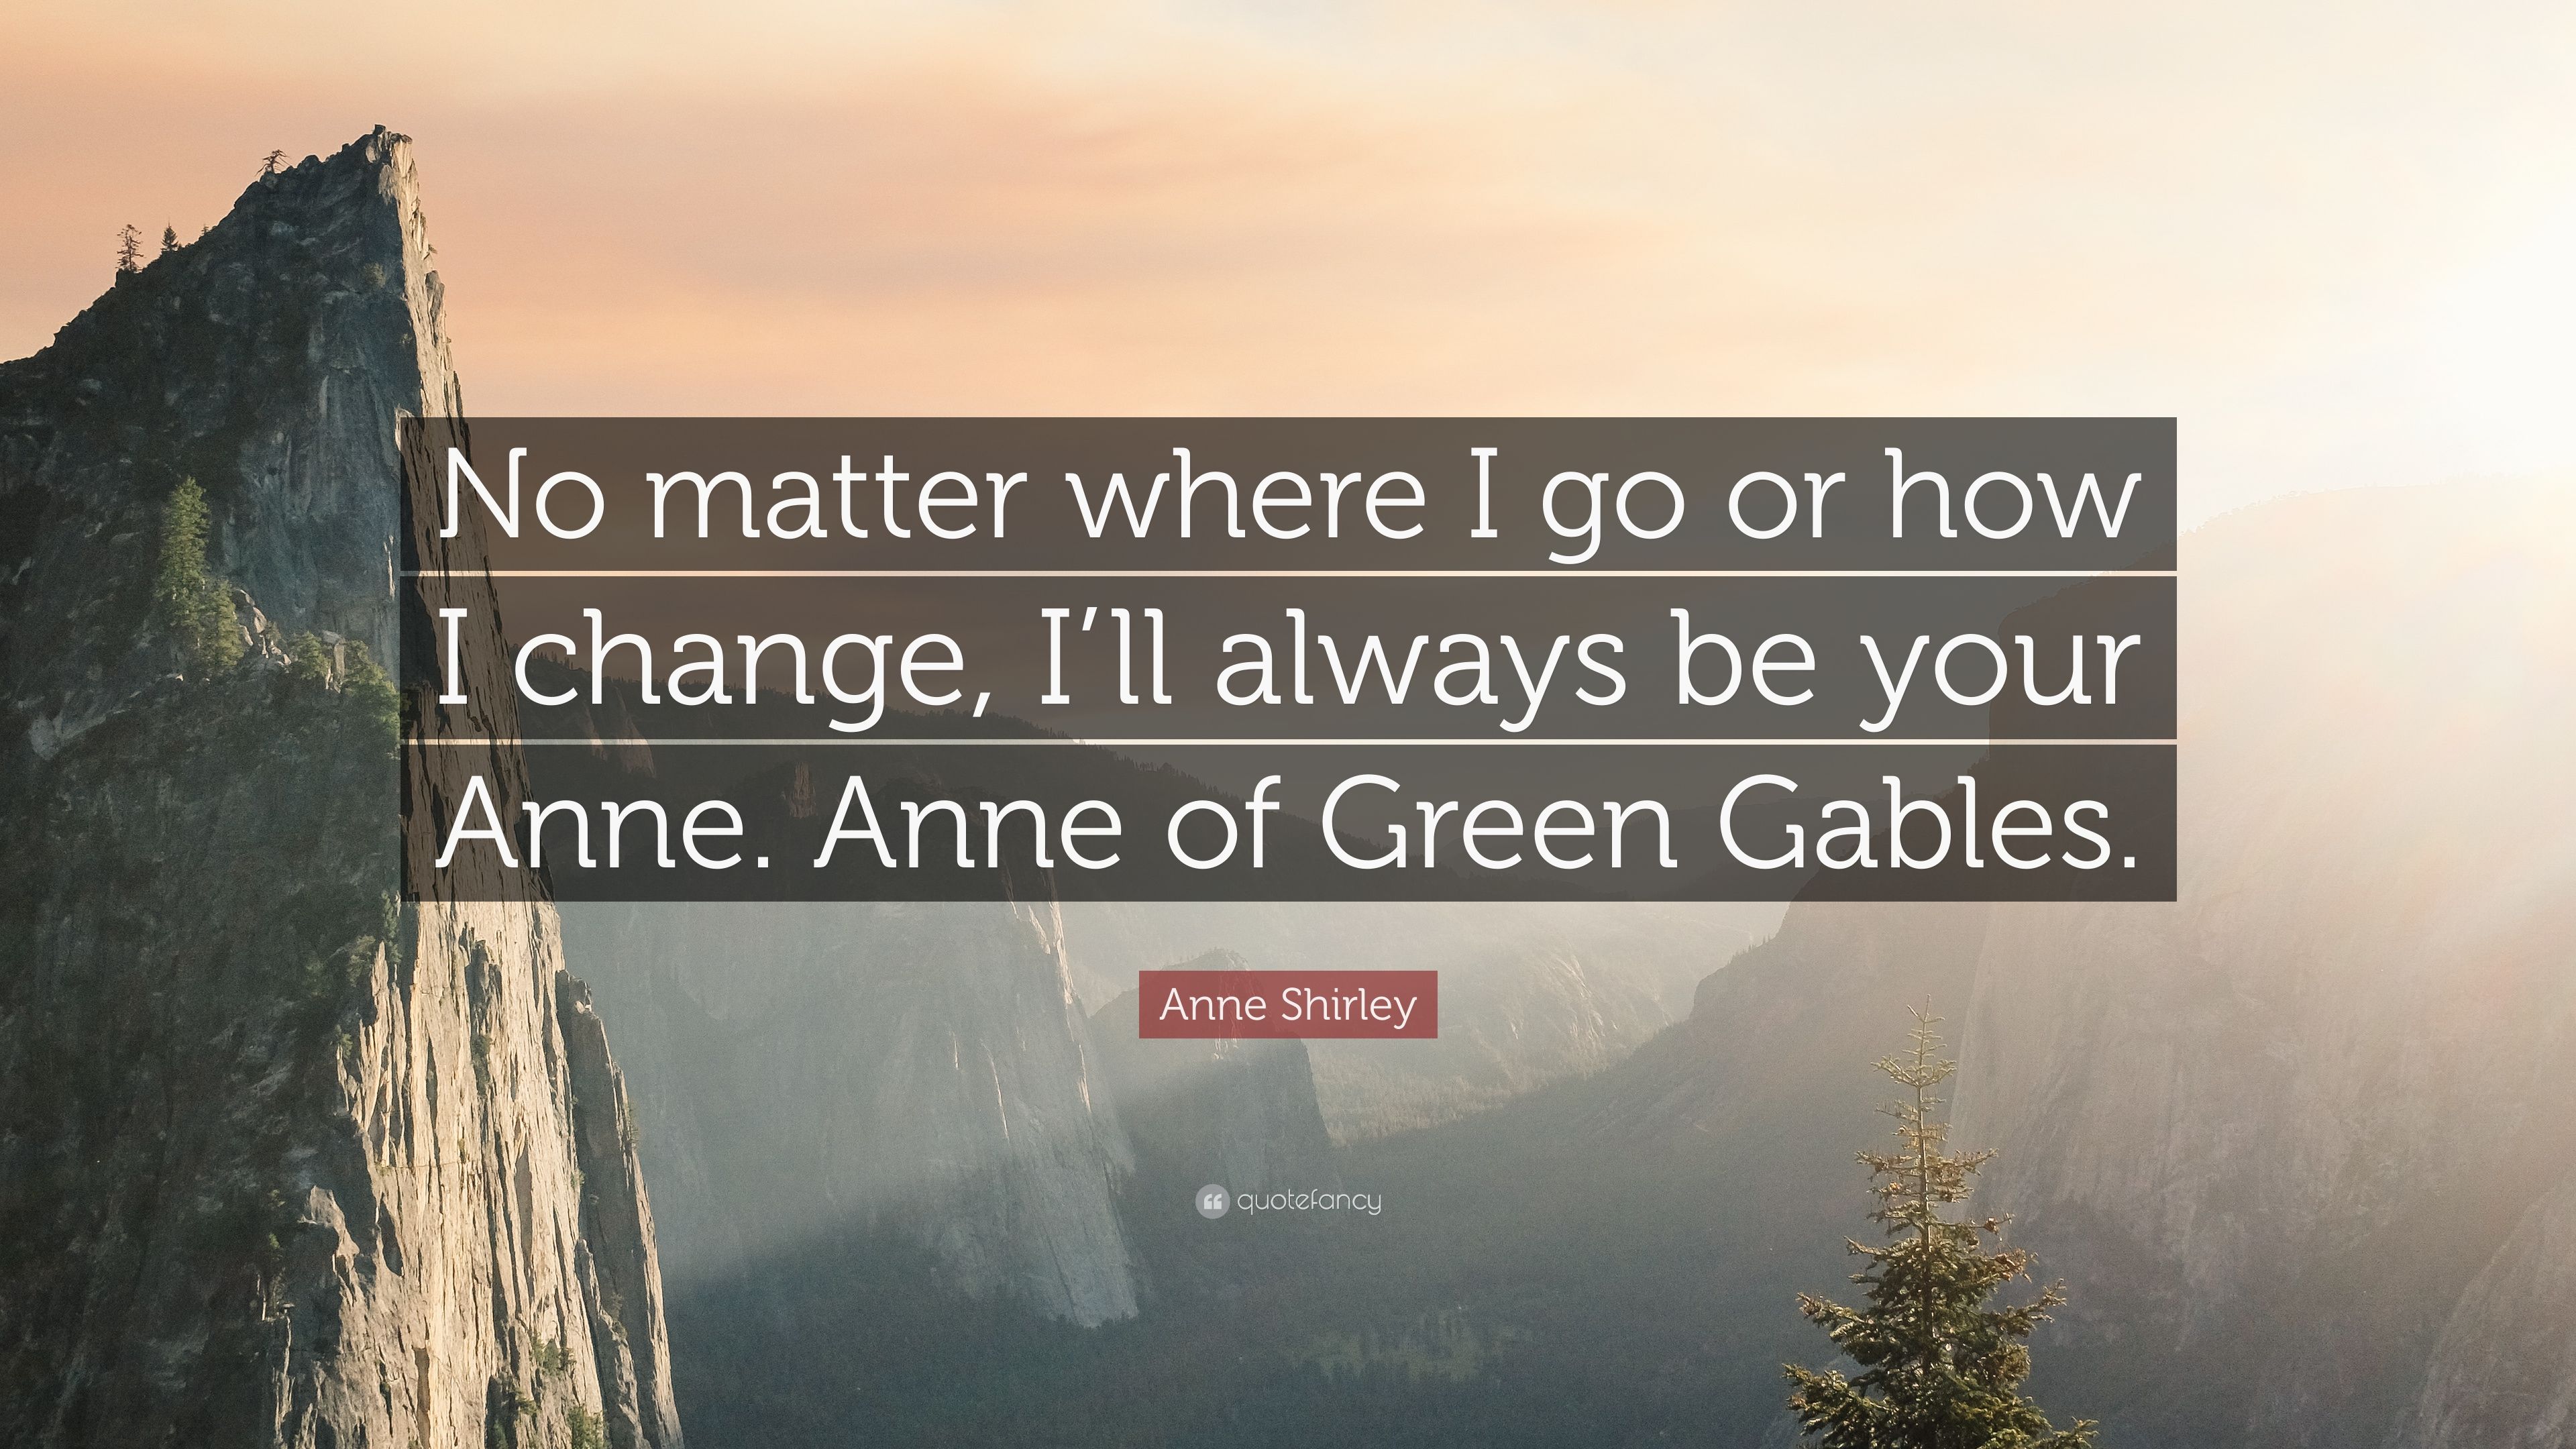 No matter where I go or how
I change, I’ll always be your
Anne. Anne of Green Gables.
Anne Shirley
quotefancy